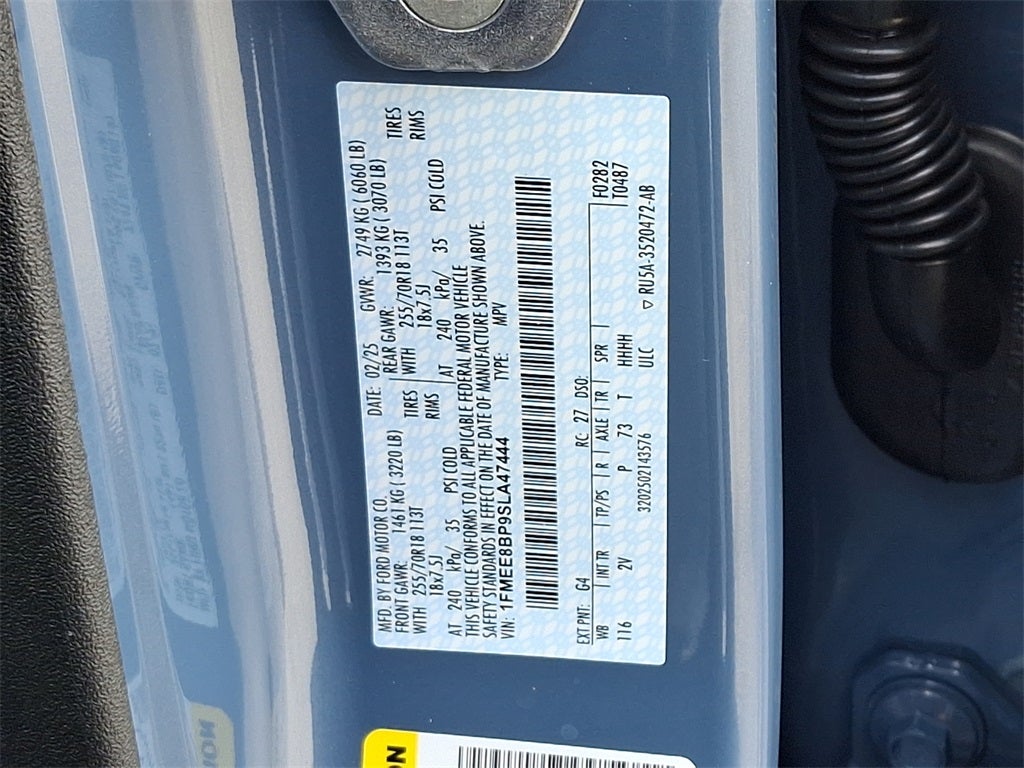 MFD. BY FORD MOTOR CO.
DATE: 02/25 GVWR: 2749 KG ( 6060 LB)
FRONT GAWR: 1461 KG ( 3220 LB) REAR GAWR: 1393 KG ( 3070 LB)
WITH 255/70R18 113T TIRES WITH 255/70R18 113T TIRES
18x7.5J RIMS 18x7.5J RIMS
AT 240 kPa/ 35 PSI COLD AT 240 kPa/ 35 PSI COLD
THIS VEHICLE CONFORMS TO ALL APPLICABLE FEDERAL MOTOR VEHICLE
SAFETY STANDARDS IN EFFECT ON THE DATE OF MANUFACTURE SHOWN ABOVE.
VIN: 1FMEE8BP9SLA47444 TYPE: MPV
EXT PNT: G4 RC: 27 DSO: F0282
WB INT TR TP/PS R AXLE TR SPR T0487
116 2V P 73 T HHHH
3202502143576 ULC ▽ RU5A-3520472-AB